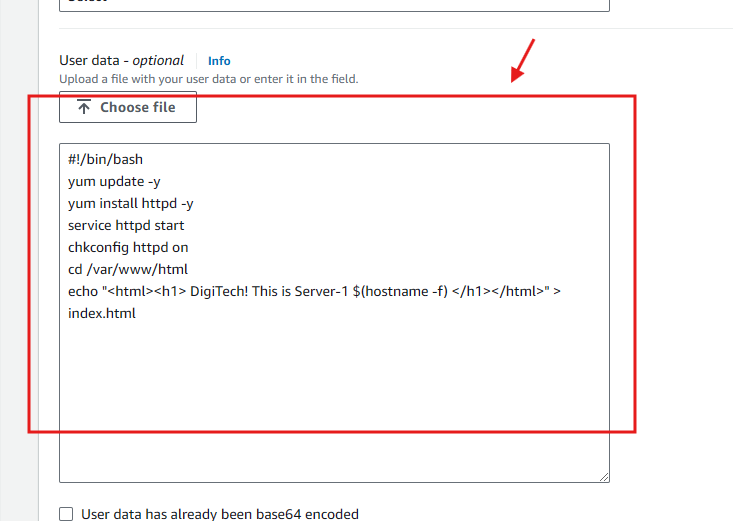 User data - optional Info
Upload a file with your user data or enter it in the field.
Choose file
#!/bin/bash
yum update -y
yum install httpd -y
service httpd start
chkconfig httpd on
cd /var/www/html
echo "<html><h1> DigiTech! This is Server-1 $(hostname -f) </h1></html>" >
index.html
User data has already been base64 encoded